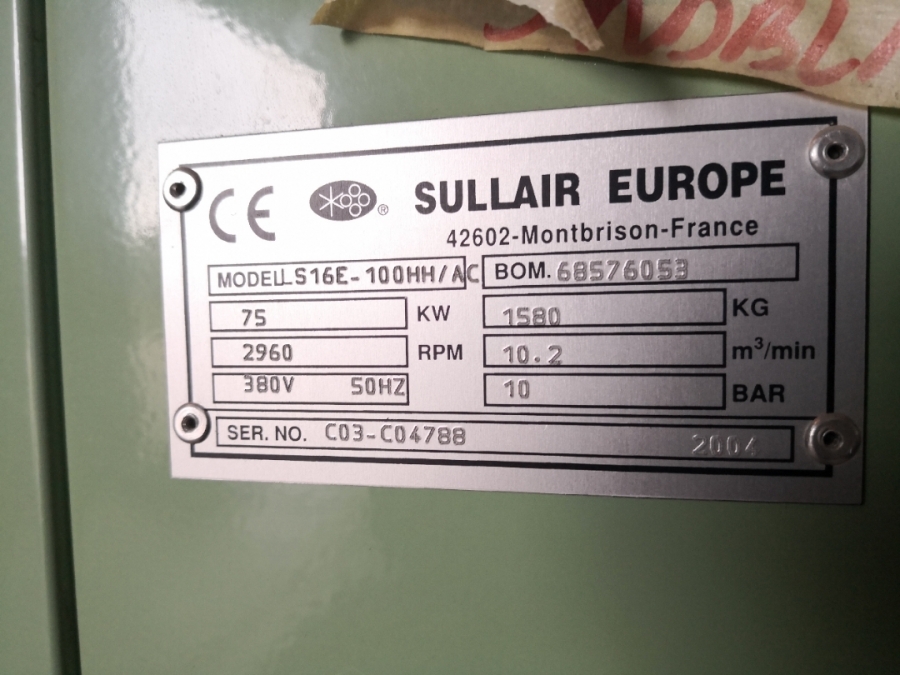 CE ® SULLAIR EUROPE
42602-Montbrison-France
MODELL S16E-100HH/AC BOM. 68576053
75 KW 1580 KG
2960 RPM 10.2 m³/min
380V 50HZ 10 BAR
SER. NO. C03-C04788 2004